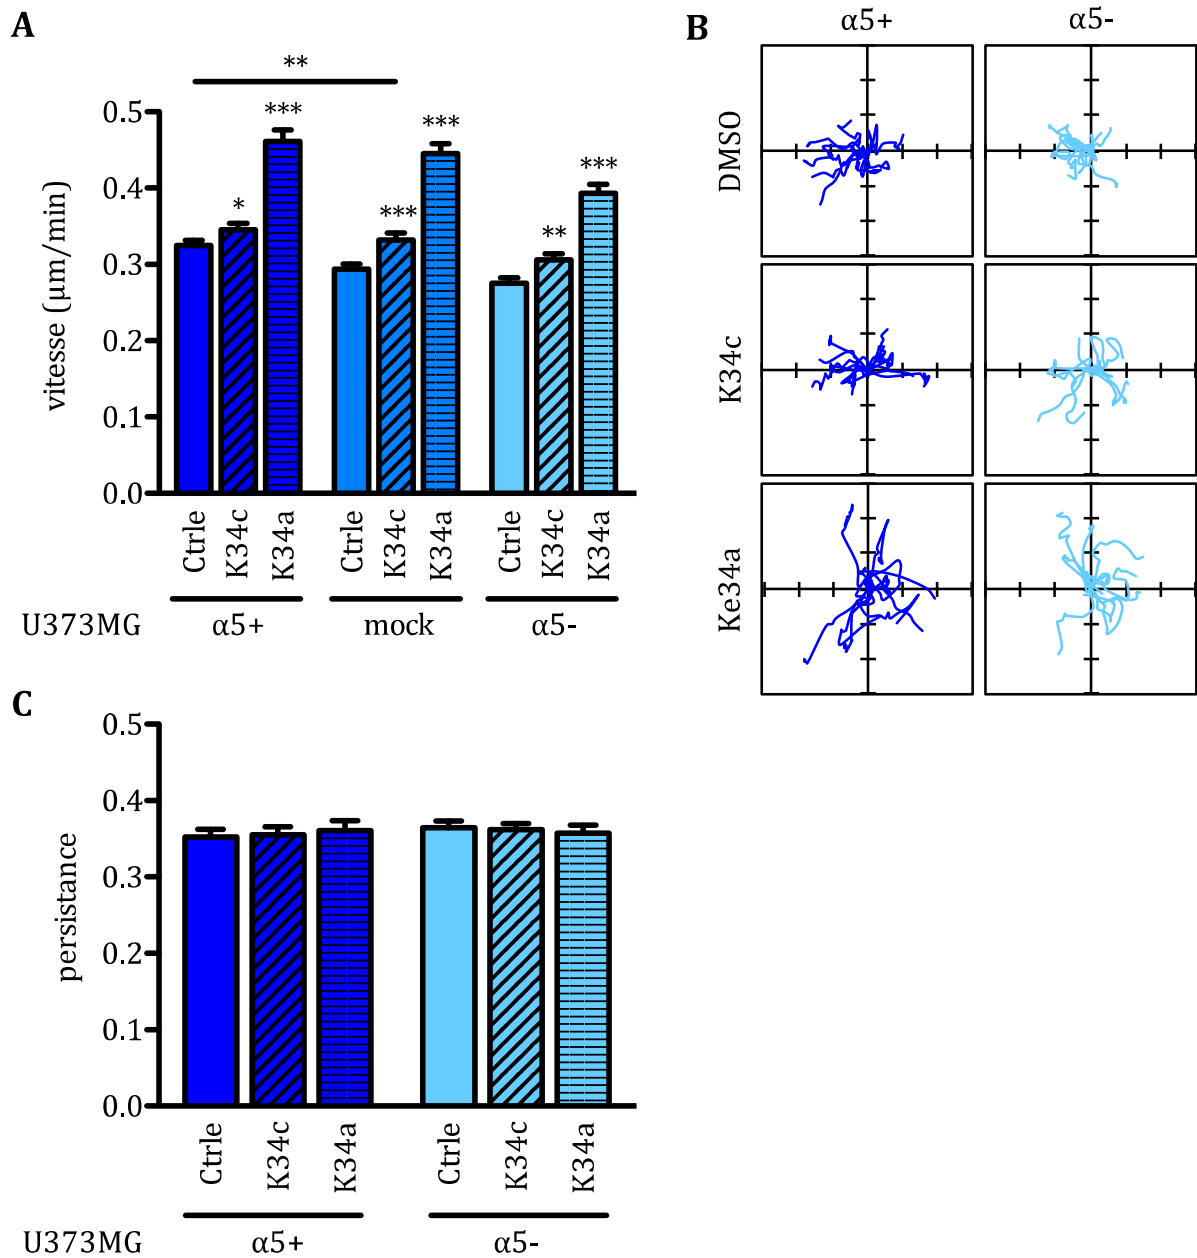 A
**
0.5
0.4
0.3
0.2
0.1
0.0
vitesse (µm/min)
* ***
*** ***
** ***
Ctrle K34c K34a Ctrle K34c K34a Ctrle K34c K34a
U373MG α5+ mock α5-
B
α5+ α5-
DMSO
K34c
Ke34a
C
0.5
0.4
0.3
0.2
0.1
0.0
persistance
Ctrle K34c K34a Ctrle K34c K34a
U373MG α5+ α5-